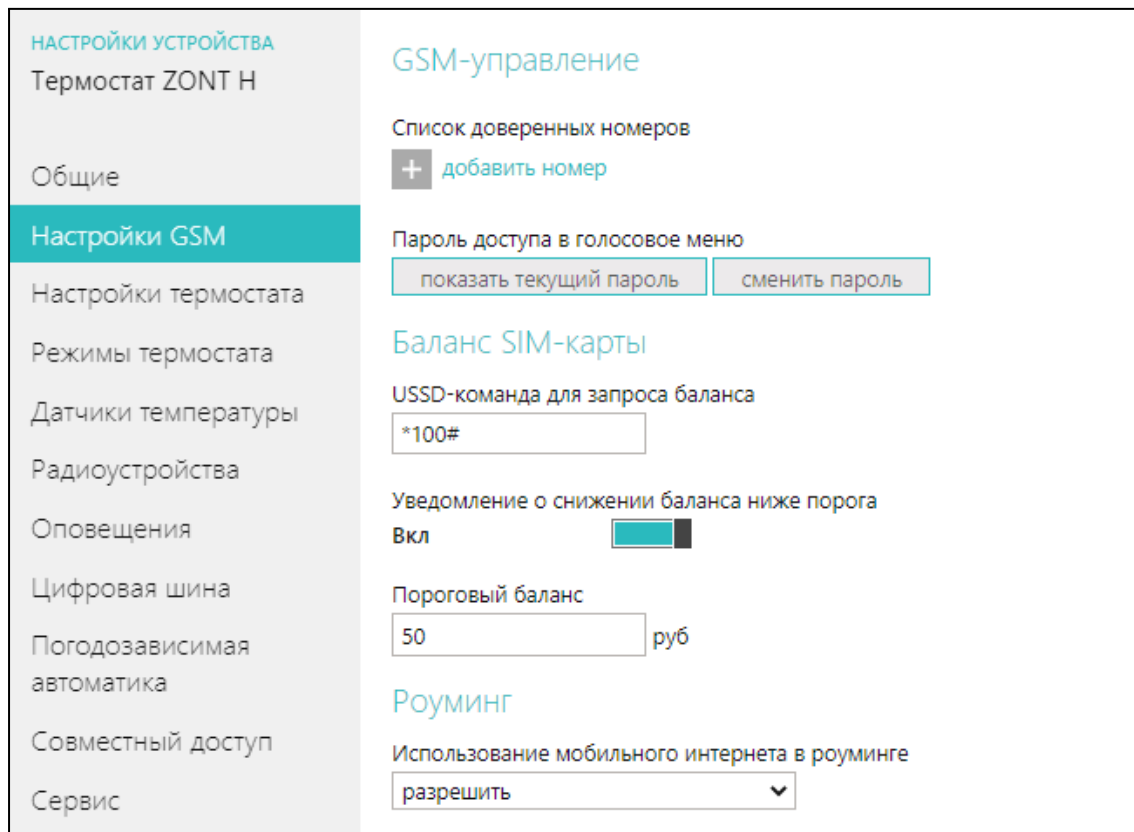 НАСТРОЙКИ УСТРОЙСТВА
Термостат ZONT H
Общие
Настройки GSM
Настройки термостата
Режимы термостата
Датчики температуры
Радиоустройства
Оповещения
Цифровая шина
Погодозависимая
автоматика
Совместный доступ
Сервис
GSM-управление
Список доверенных номеров
+ добавить номер
Пароль доступа в голосовое меню
показать текущий пароль сменить пароль
Баланс SIM-карты
USSD-команда для запроса баланса
*100#
Уведомление о снижении баланса ниже порога
Вкл
Пороговый баланс
50 руб
Роуминг
Использование мобильного интернета в роуминге
разрешить